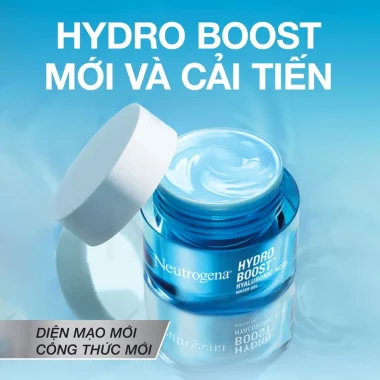 HYDRO BOOST
MỚI VÀ CẢI TIẾN
Neutrogena®
HYDRO
BOOST
HYALURONIC ACID
WATER GEL
DIỆN MẠO MỚI
CÔNG THỨC MỚI